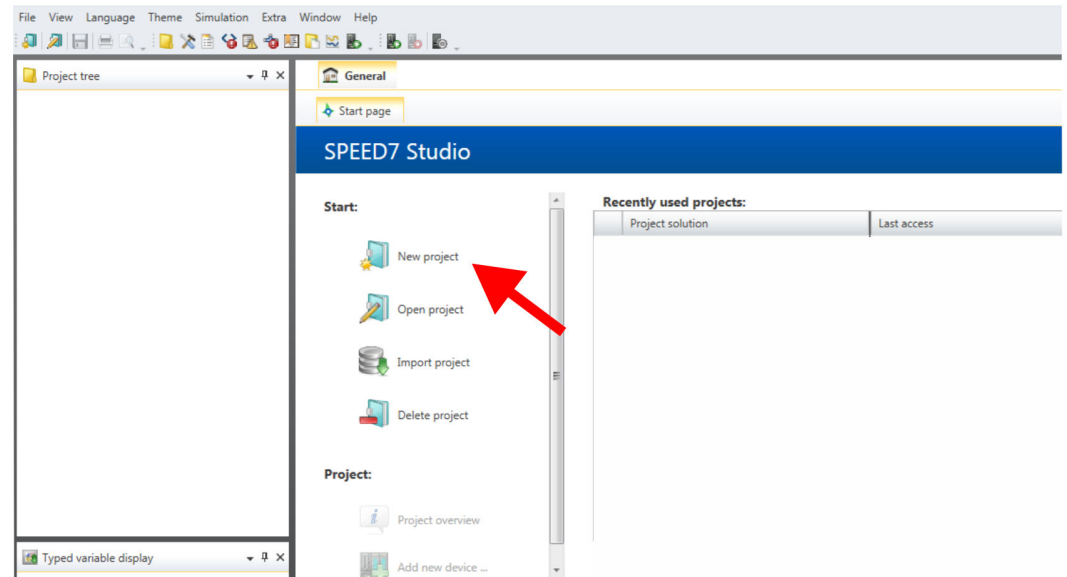 File View Language Theme Simulation Extra Window Help
Project tree
General
Start page
SPEED7 Studio
Start:
Recently used projects:
Project solution
Last access
New project
Open project
Import project
Delete project
Project:
Project overview
Add new device ...
Typed variable display